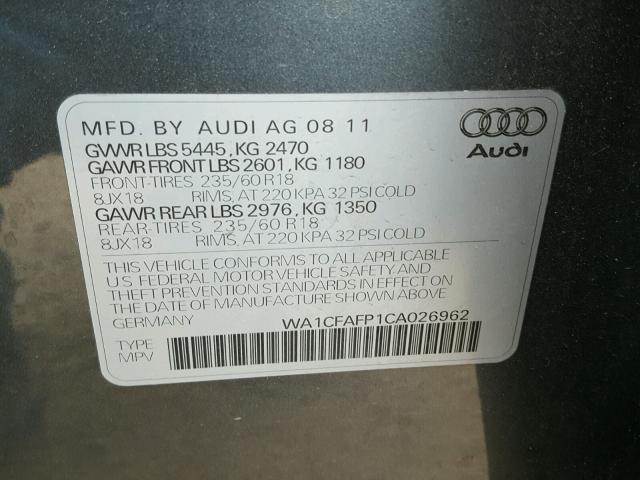 MFD. BY AUDI AG 08 11
GVWR LBS 5445, KG 2470
GAWR FRONT LBS 2601, KG 1180
FRONT-TIRES 235/60 R18
8JX18 RIMS, AT 220 KPA 32 PSI COLD
GAWR REAR LBS 2976, KG 1350
REAR-TIRES 235/60 R18
8JX18 RIMS, AT 220 KPA 32 PSI COLD
THIS VEHICLE CONFORMS TO ALL APPLICABLE
U.S FEDERAL MOTOR VEHICLE SAFETY, AND
THEFT PREVENTION STANDARDS IN EFFECT ON
THE DATE OF MANUFACTURE SHOWN ABOVE
GERMANY WA1CFAFP1CA026962
TYPE
MPV
Audi